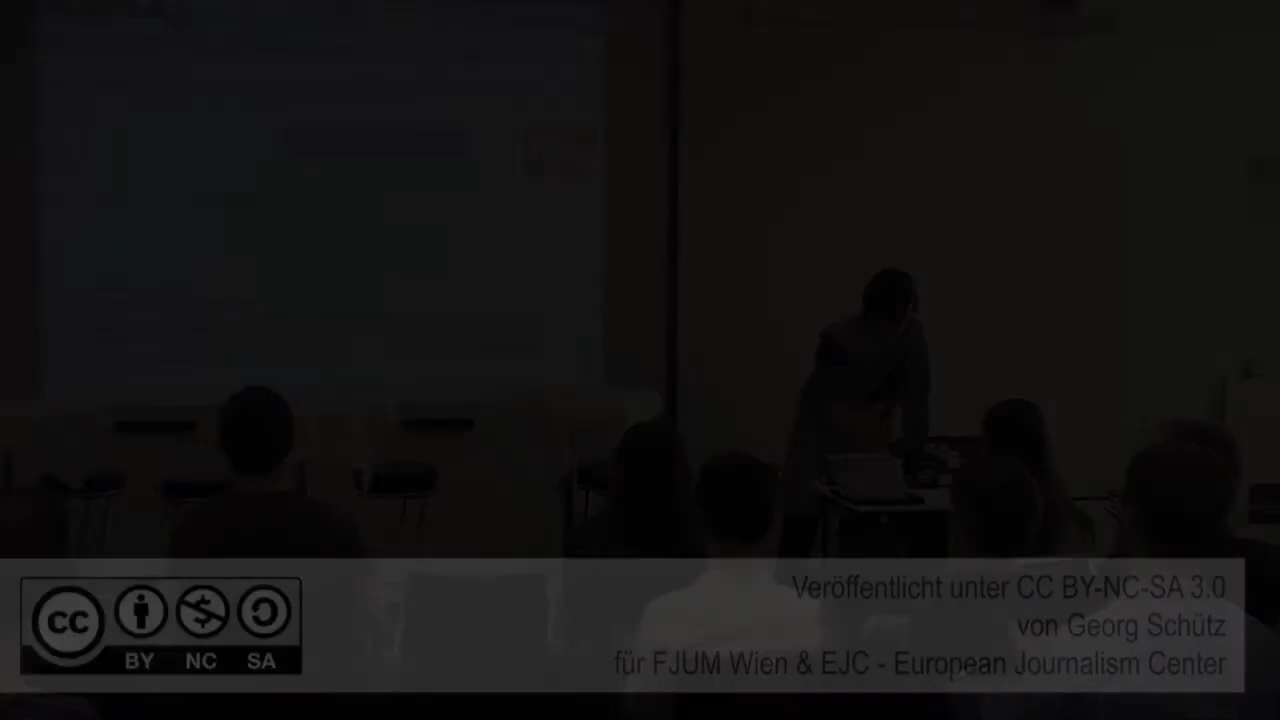 cc
BY NC SA
Veröffentlicht unter CC BY-NC-SA 3.0
von Georg Schütz
für FJUM Wien & EJC - European Journalism Center